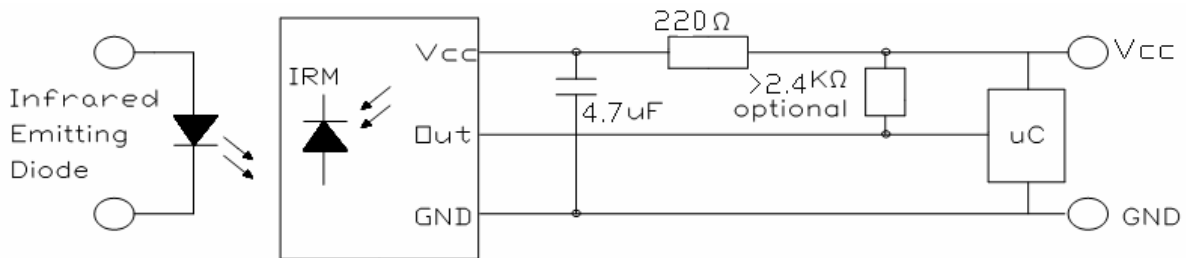 220Ω
Vcc
Vcc
IRM
>2.4KΩ
optional
Infrared
Emitting
Diode
4.7uF
Out
uC
GND
GND